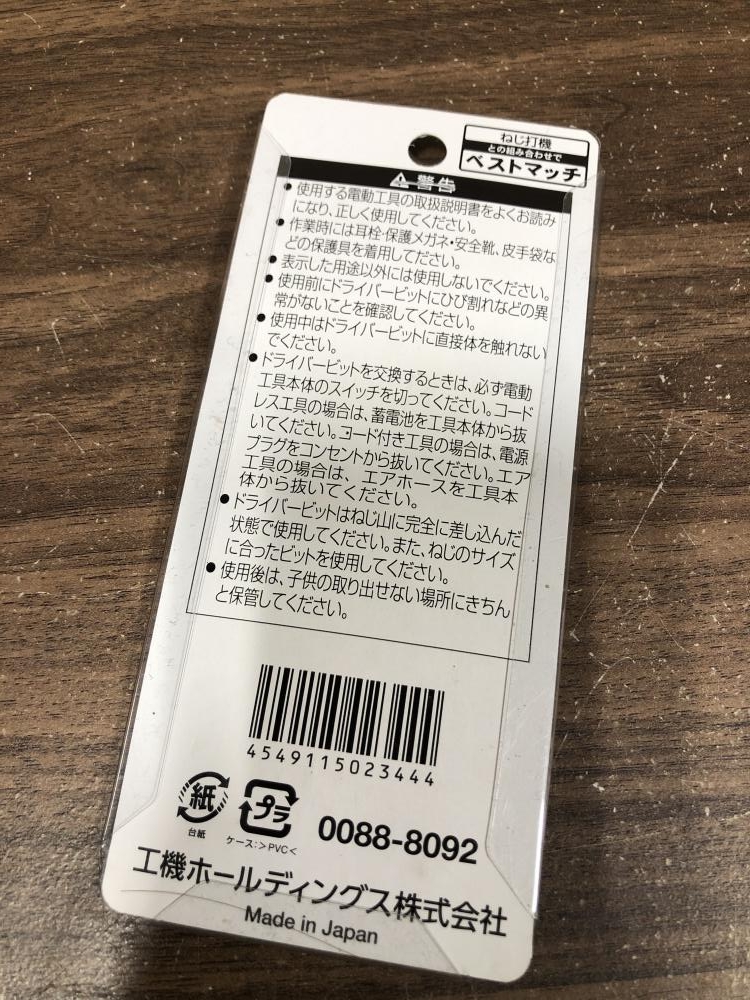 ねじ打機
との組み合わせで
ベストマッチ
警告
● 使用する電動工具の取扱説明書をよくお読み
になり、正しく使用してください。
● 作業時には耳栓・保護メガネ・安全靴、皮手袋な
どの保護具を着用してください。
● 表示した用途以外には使用しないでください。
● 使用前にドライバービットにひび割れなどの異
常がないことを確認してください。
● 使用中はドライバービットに直接体を触れない
でください。
● ドライバービットを交換するときは、必ず電動
工具本体のスイッチを切ってください。コード
レス工具の場合は、蓄電池を工具本体から抜
いてください。コード付き工具の場合は、電源
プラグをコンセントから抜いてください。エア
工具の場合は、エアホースを工具本
体から抜いてください。
● ドライバービットはねじ山に完全に差し込んだ
状態で使用してください。また、ねじのサイズ
に合ったビットを使用してください。
● 使用後は、子供の取り出せない場所にきちん
と保管してください。
4549115023444
紙
台紙
プラ
ケース:>PVC<
0088-8092
工機ホールディングス株式会社
Made in Japan